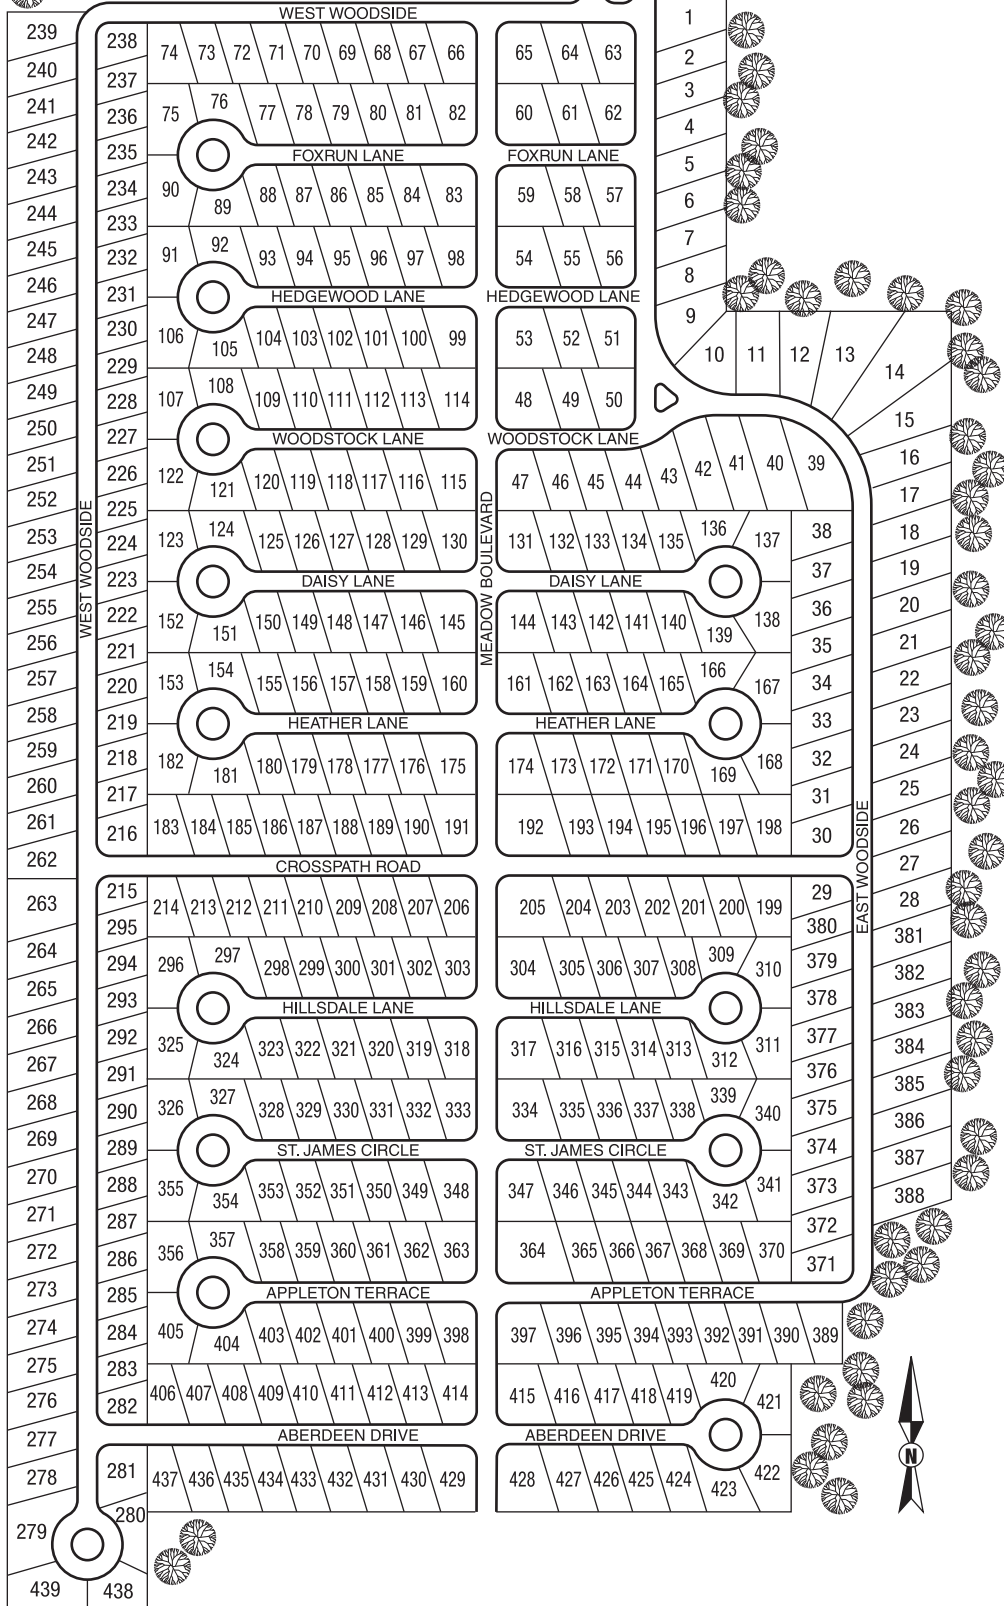 WEST WOODSIDE
239
240
241
242
243
244
245
246
247
248
249
250
251
252
253
254
255
256
257
258
259
260
261
262
263
264
265
266
267
268
269
270
271
272
273
274
275
276
277
278
279
439
438
280
281
WEST WOODSIDE
238
237
236
235
234
233
232
231
230
229
228
227
226
225
224
223
222
221
220
219
218
217
216
215
295
294
293
292
291
290
289
288
287
286
285
284
283
282
74 73 72 71 70 69 68 67 66
65 64 63
75 76 77 78 79 80 81 82
60 61 62
FOXRUN LANE
FOXRUN LANE
90 89 88 87 86 85 84 83
59 58 57
91 92 93 94 95 96 97 98
54 55 56
HEDGEWOOD LANE
HEDGEWOOD LANE
106 105 104 103 102 101 100 99
53 52 51
107 108 109 110 111 112 113 114
48 49 50
WOODSTOCK LANE
WOODSTOCK LANE
122 121 120 119 118 117 116 115
47 46 45 44 43 42 41 40 39
MEADOW BOULEVARD
123 124 125 126 127 128 129 130
131 132 133 134 135 136 137
DAISY LANE
DAISY LANE
152 151 150 149 148 147 146 145
144 143 142 141 140 139 138
153 154 155 156 157 158 159 160
161 162 163 164 165 166 167
HEATHER LANE
HEATHER LANE
182 181 180 179 178 177 176 175
174 173 172 171 170 169 168
183 184 185 186 187 188 189 190 191
192 193 194 195 196 197 198
CROSSPATH ROAD
214 213 212 211 210 209 208 207 206
205 204 203 202 201 200 199
296 297 298 299 300 301 302 303
304 305 306 307 308 309 310
HILLSDALE LANE
HILLSDALE LANE
325 324 323 322 321 320 319 318
317 316 315 314 313 312 311
326 327 328 329 330 331 332 333
334 335 336 337 338 339 340
ST. JAMES CIRCLE
ST. JAMES CIRCLE
355 354 353 352 351 350 349 348
347 346 345 344 343 342 341
356 357 358 359 360 361 362 363
364 365 366 367 368 369 370
APPLETON TERRACE
APPLETON TERRACE
405 404 403 402 401 400 399 398
397 396 395 394 393 392 391 390 389
406 407 408 409 410 411 412 413 414
415 416 417 418 419 420 421
ABERDEEN DRIVE
ABERDEEN DRIVE
437 436 435 434 433 432 431 430 429
428 427 426 425 424 423 422
38
37
36
35
34
33
32
31
30
29
380
379
378
377
376
375
374
373
372
371
EAST WOODSIDE
1
2
3
4
5
6
7
8
9
10 11 12 13
14
15
16
17
18
19
20
21
22
23
24
25
26
27
28
381
382
383
384
385
386
387
388
N